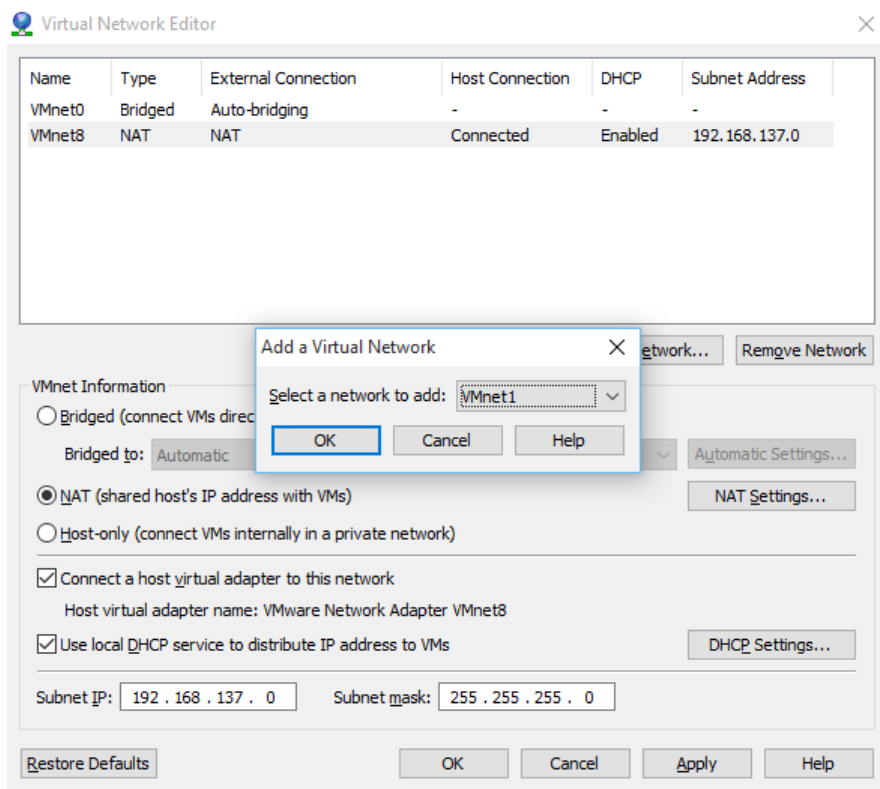 Virtual Network Editor
Name Type External Connection Host Connection DHCP Subnet Address
VMnet0 Bridged Auto-bridging - - -
VMnet8 NAT NAT Connected Enabled 192.168.137.0
Add a Virtual Network
etwork... Remove Network
Select a network to add: VMnet1
OK Cancel Help
VMnet Information
Bridged (connect VMs direc
Bridged to: Automatic Automatic Settings...
NAT (shared host's IP address with VMs) NAT Settings...
Host-only (connect VMs internally in a private network)
Connect a host virtual adapter to this network
Host virtual adapter name: VMware Network Adapter VMnet8
Use local DHCP service to distribute IP address to VMs DHCP Settings...
Subnet IP: 192 . 168 . 137 . 0 Subnet mask: 255 . 255 . 255 . 0
Restore Defaults OK Cancel Apply Help